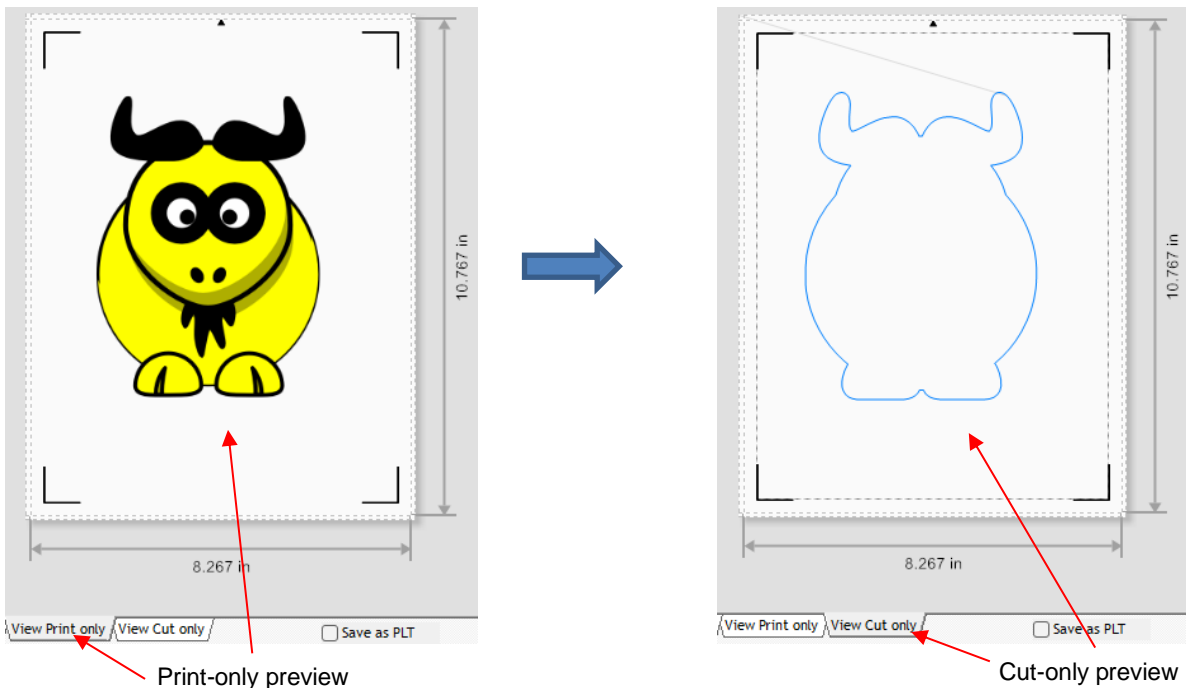 10.767 in
8.267 in
View Print only View Cut only Save as PLT
Print-only preview
10.767 in
8.267 in
View Print only View Cut only Save as PLT
Cut-only preview